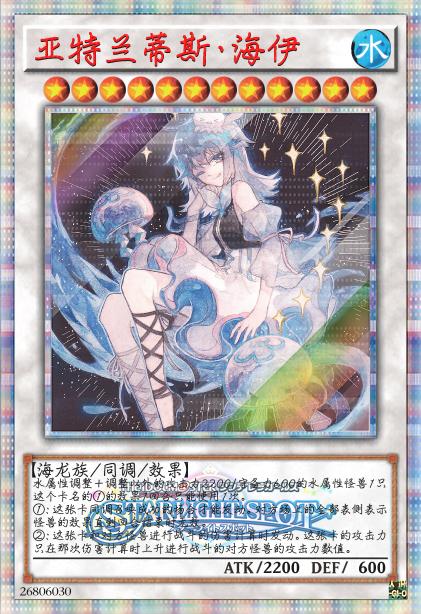 亚特兰蒂斯·海伊
水
【海龙族/同调/效果】
水属性调整+调整以外的攻击力2200/守备力600的水属性怪兽1只
这个卡名的①的效果1回合只能使用1次。
①:这张卡同调召唤成功的场合才能发动。对方场上的全部表侧表示
怪兽的效果直到回合结束时无效。
②:这张卡和对方怪兽进行战斗的伤害计算时发动。这张卡的攻击力
只在那次伤害计算时上升进行战斗的对方怪兽的攻击力数值。
ATK/2200 DEF/ 600
26806030